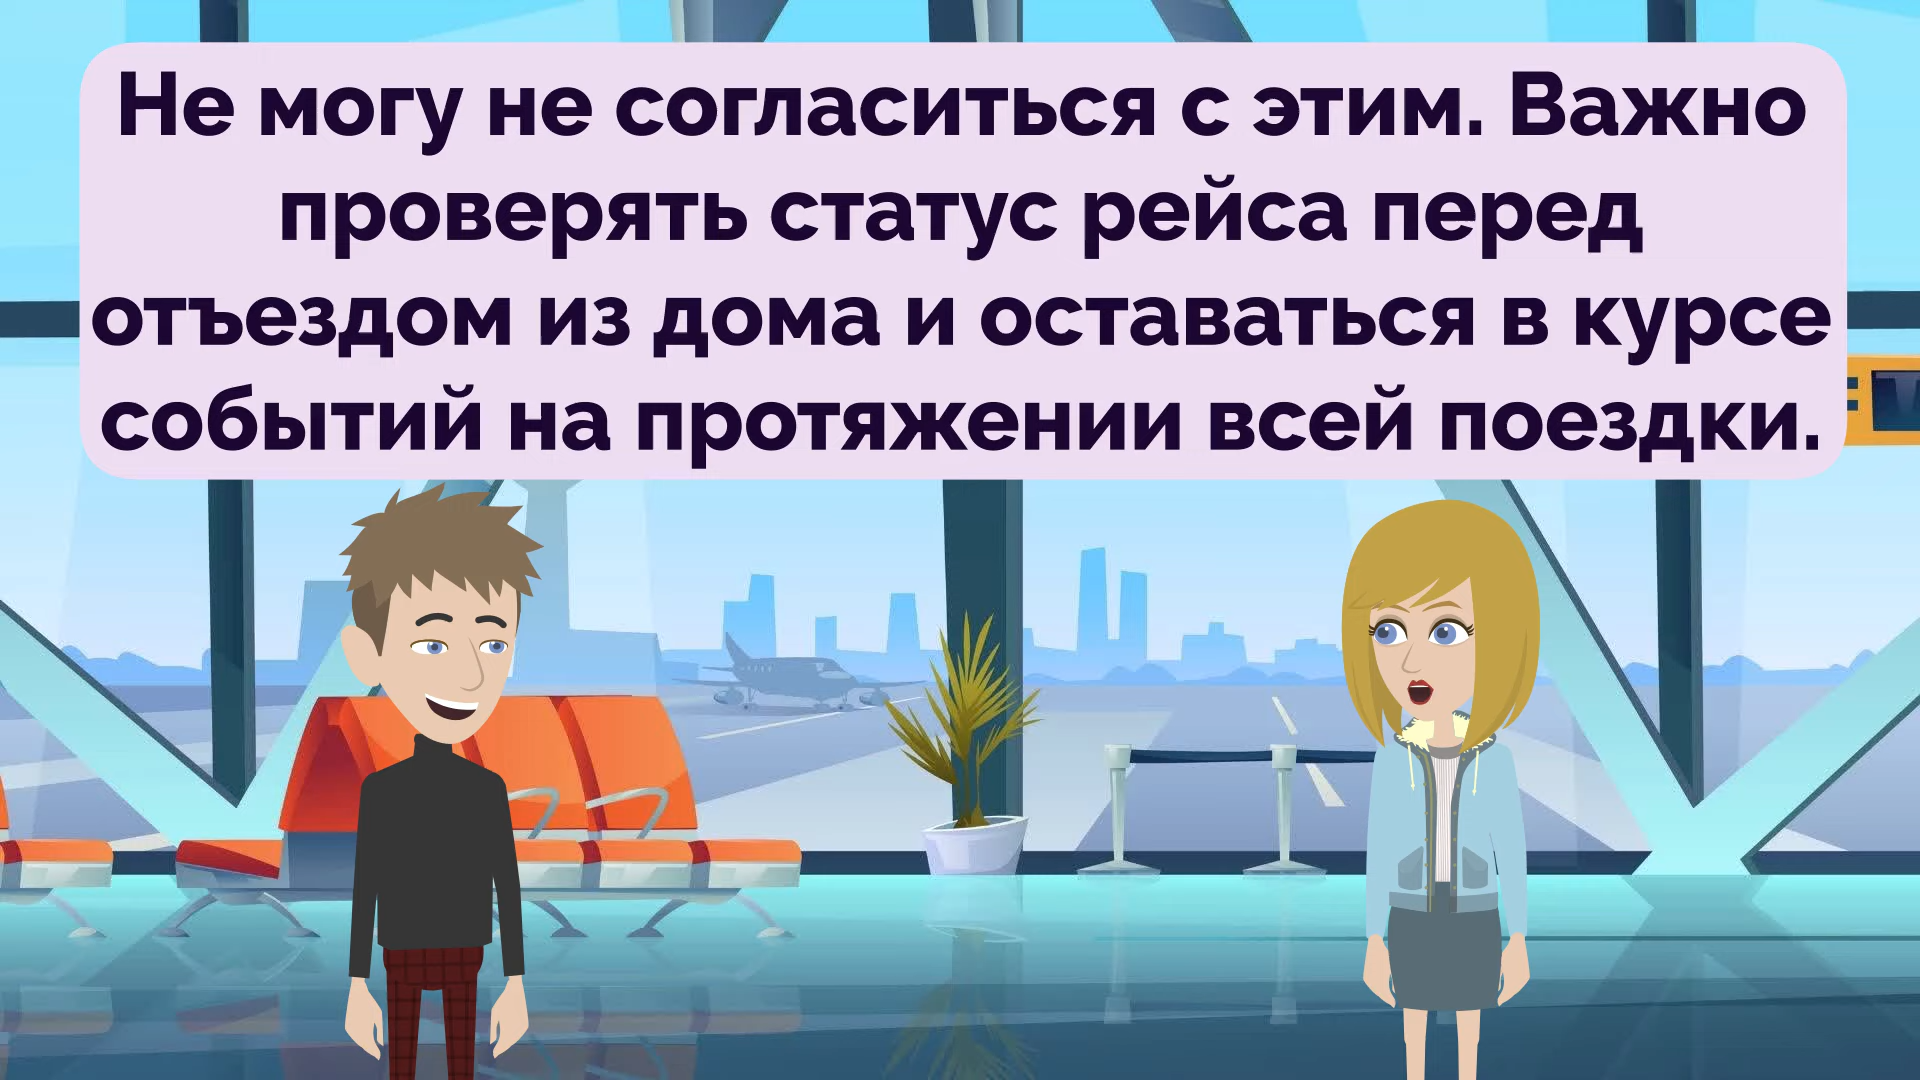 Не могу не согласиться с этим. Важно
проверять статус рейса перед
отъездом из дома и оставаться в курсе
событий на протяжении всей поездки.